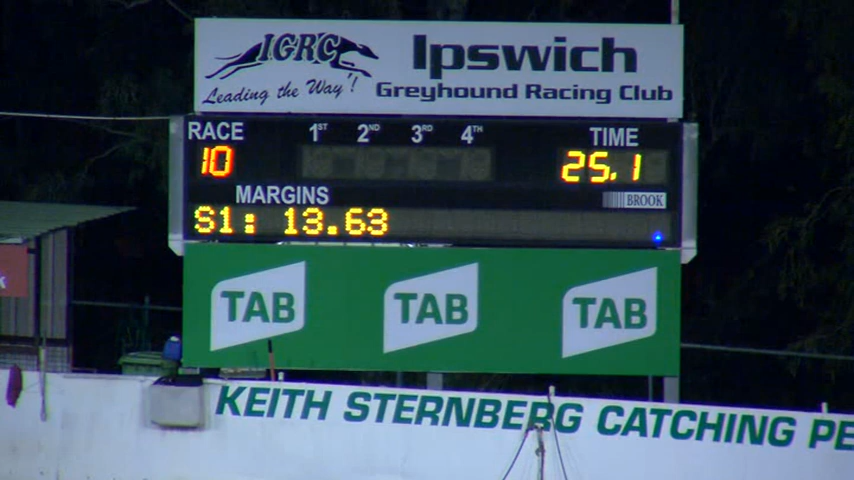 IGRC
Leading the Way'!
Ipswich
Greyhound Racing Club
RACE 1ST 2ND 3RD 4TH TIME
10 25.1
MARGINS BROOK
S1: 13.63
TAB TAB TAB
KEITH STERNBERG CATCHING PE